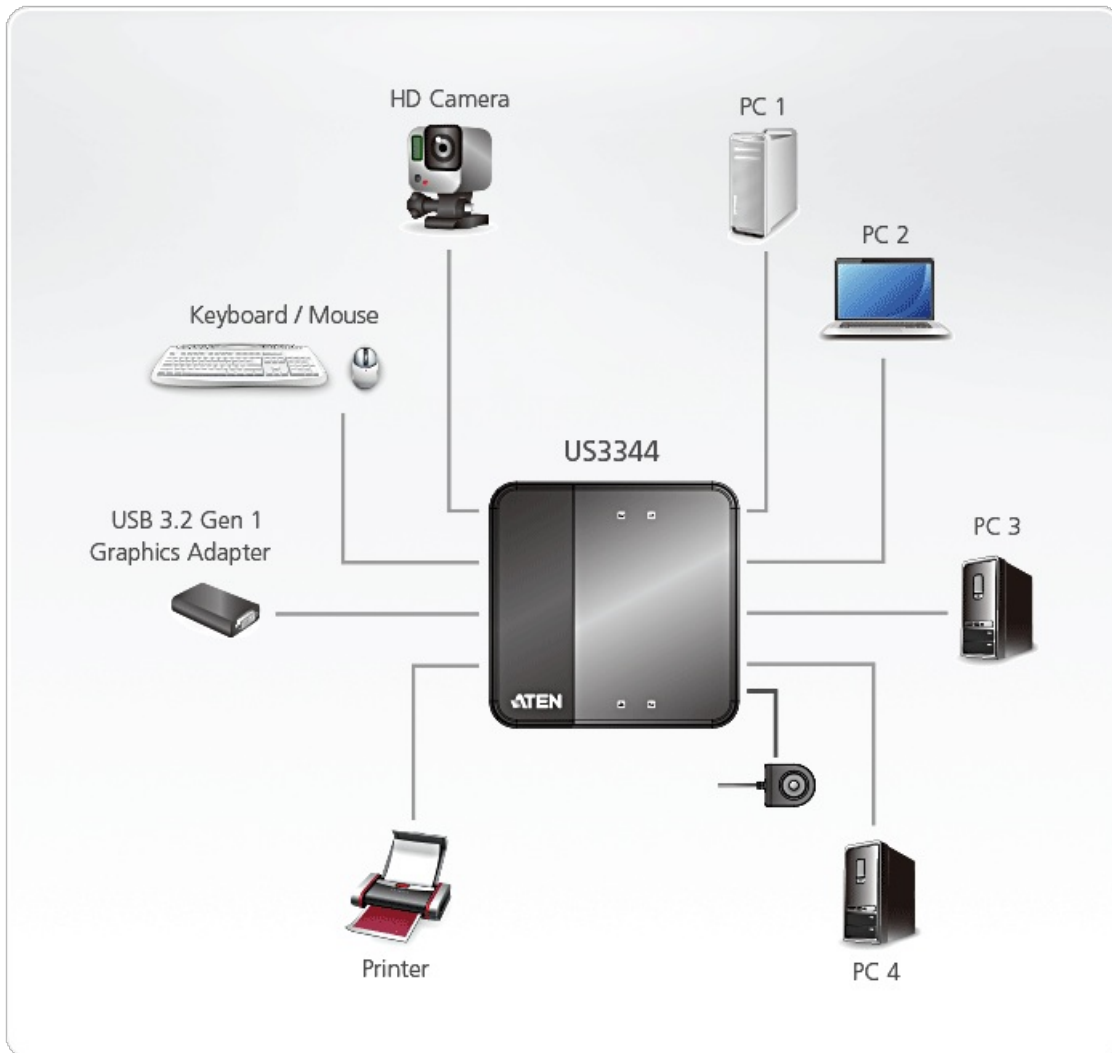 HD Camera
PC 1
PC 2
Keyboard / Mouse
US3344
USB 3.2 Gen 1
Graphics Adapter
PC 3
ATEN
Printer
PC 4